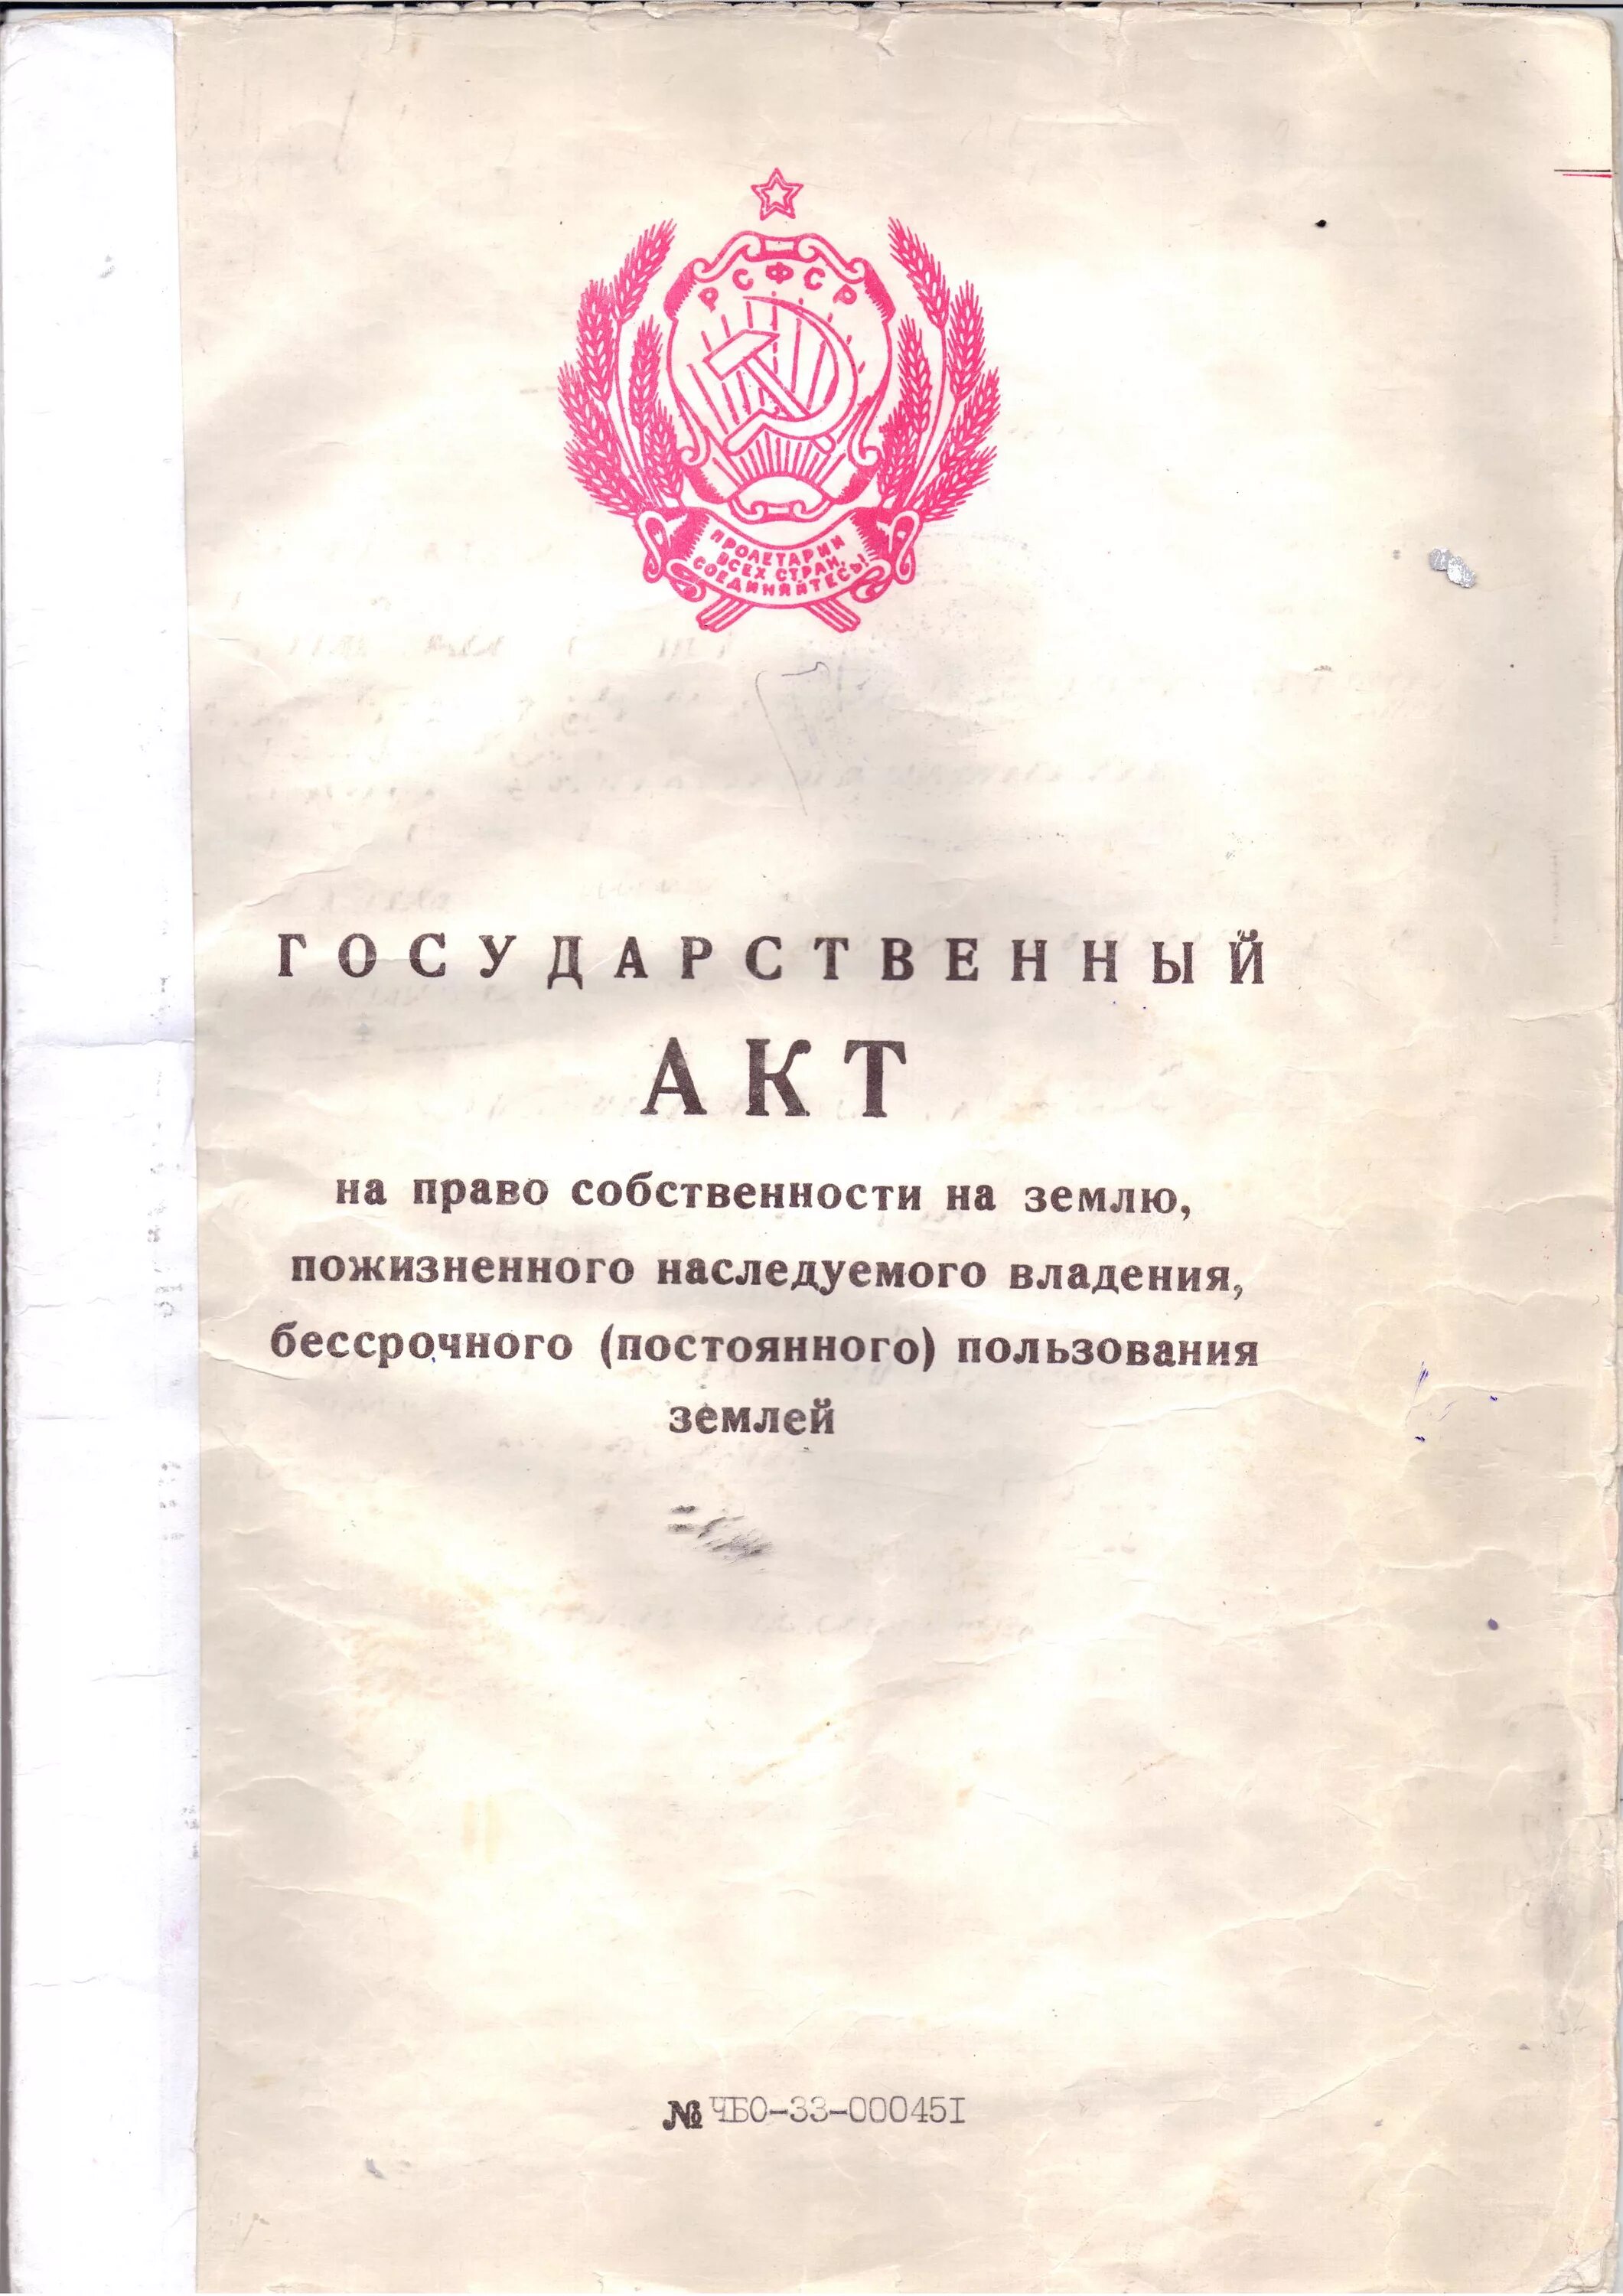 РСФСР
ПРОЛЕТАРИИ
ВСЕХ СТРАН,
СОЕДИНЯЙТЕСЬ!
ГОСУДАРСТВЕННЫЙ
АКТ
на право собственности на землю,
пожизненного наследуемого владения,
бессрочного (постоянного) пользования
землей
№ ЧБО-33-000451